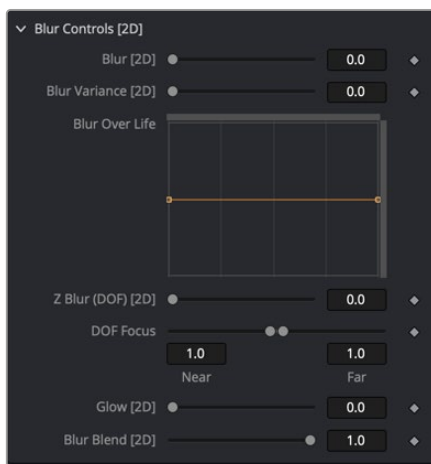 Blur Controls [2D]
Blur [2D] 0.0
Blur Variance [2D] 0.0
Blur Over Life
Z Blur (DOF) [2D] 0.0
DOF Focus
1.0 1.0
Near Far
Glow [2D] 0.0
Blur Blend [2D] 1.0